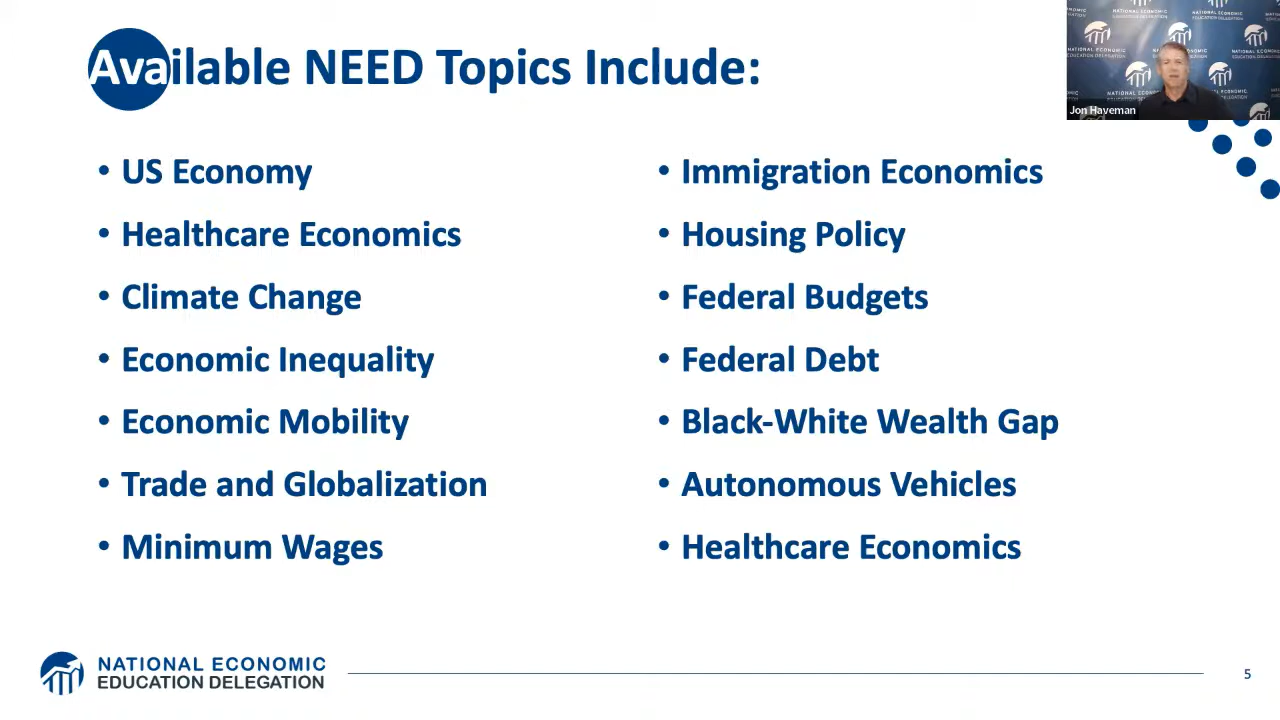 Available NEED Topics Include:
• US Economy
• Healthcare Economics
• Climate Change
• Economic Inequality
• Economic Mobility
• Trade and Globalization
• Minimum Wages
• Immigration Economics
• Housing Policy
• Federal Budgets
• Federal Debt
• Black-White Wealth Gap
• Autonomous Vehicles
• Healthcare Economics
Jon Haveman
NATIONAL ECONOMIC
EDUCATION DELEGATION
5